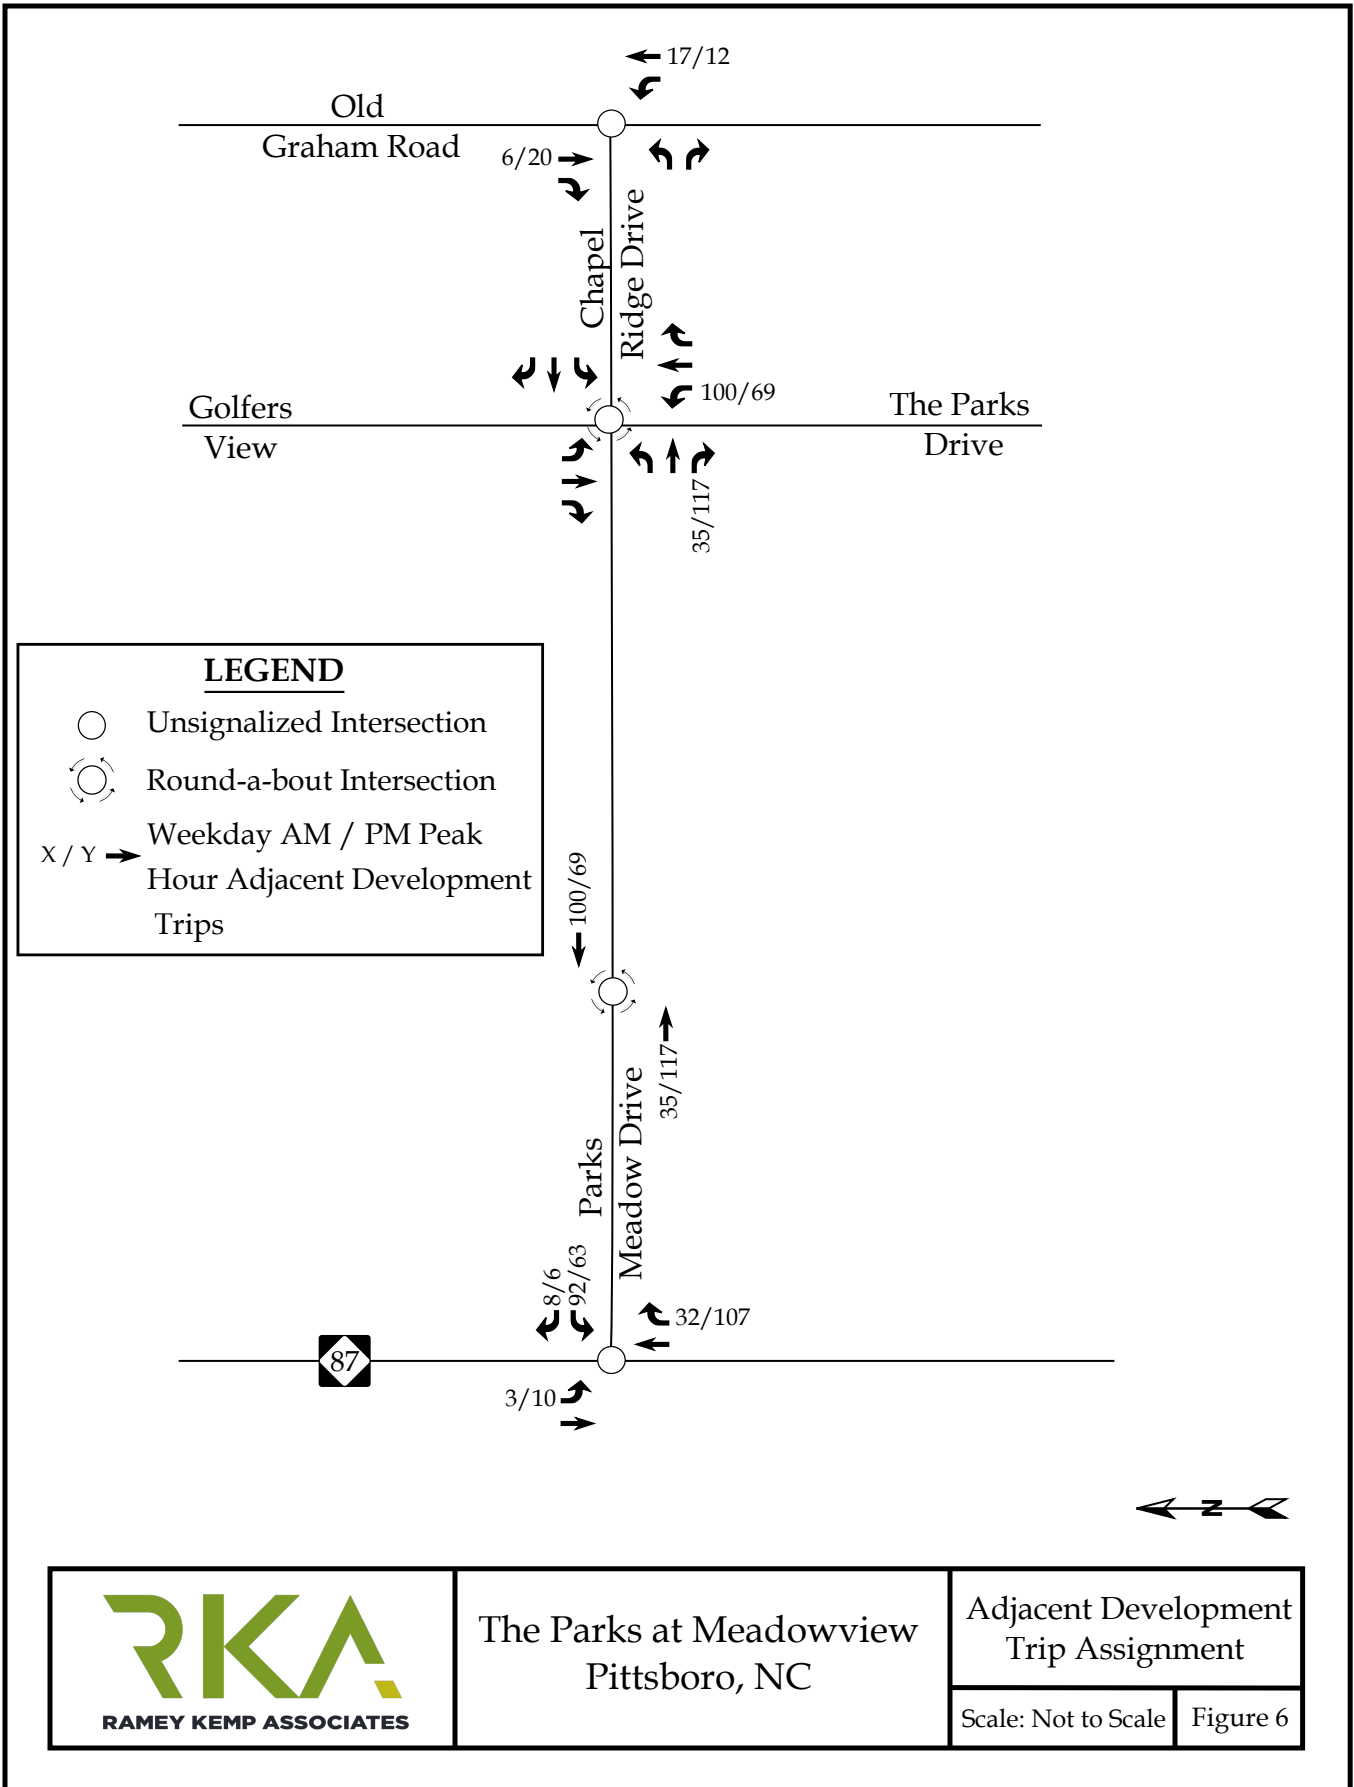 17/12
Old
Graham Road
6/20
Chapel
Ridge Drive
100/69
Golfers
View
The Parks
Drive
35/117
LEGEND
Unsignalized Intersection
Round-a-bout Intersection
X / Y
Weekday AM / PM Peak
Hour Adjacent Development
Trips
100/69
35/117
Parks
Meadow Drive
8/6
92/63
32/107
87
3/10
N
RKA
RAMEY KEMP ASSOCIATES
The Parks at Meadowview
Pittsboro, NC
Adjacent Development
Trip Assignment
Scale: Not to Scale
Figure 6